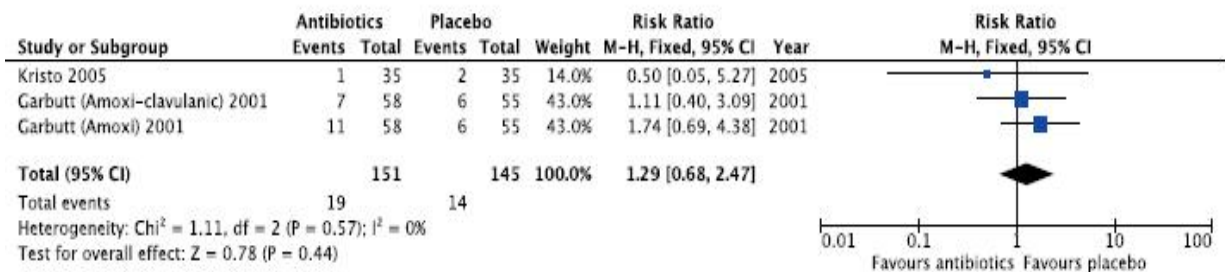 Antibiotics Placebo Risk Ratio Risk Ratio
Study or Subgroup Events Total Events Total Weight M-H, Fixed, 95% CI Year M-H, Fixed, 95% CI
Kristo 2005 1 35 2 35 14.0% 0.50 [0.05, 5.27] 2005
Garbutt (Amoxi-clavulanic) 2001 7 58 6 55 43.0% 1.11 [0.40, 3.09] 2001
Garbutt (Amoxi) 2001 11 58 6 55 43.0% 1.74 [0.69, 4.38] 2001
Total (95% CI) 151 145 100.0% 1.29 [0.68, 2.47]
Total events 19 14
Heterogeneity: Chi² = 1.11, df = 2 (P = 0.57); I² = 0%
Test for overall effect: Z = 0.78 (P = 0.44)
0.01 0.1 1 10 100
Favours antibiotics Favours placebo